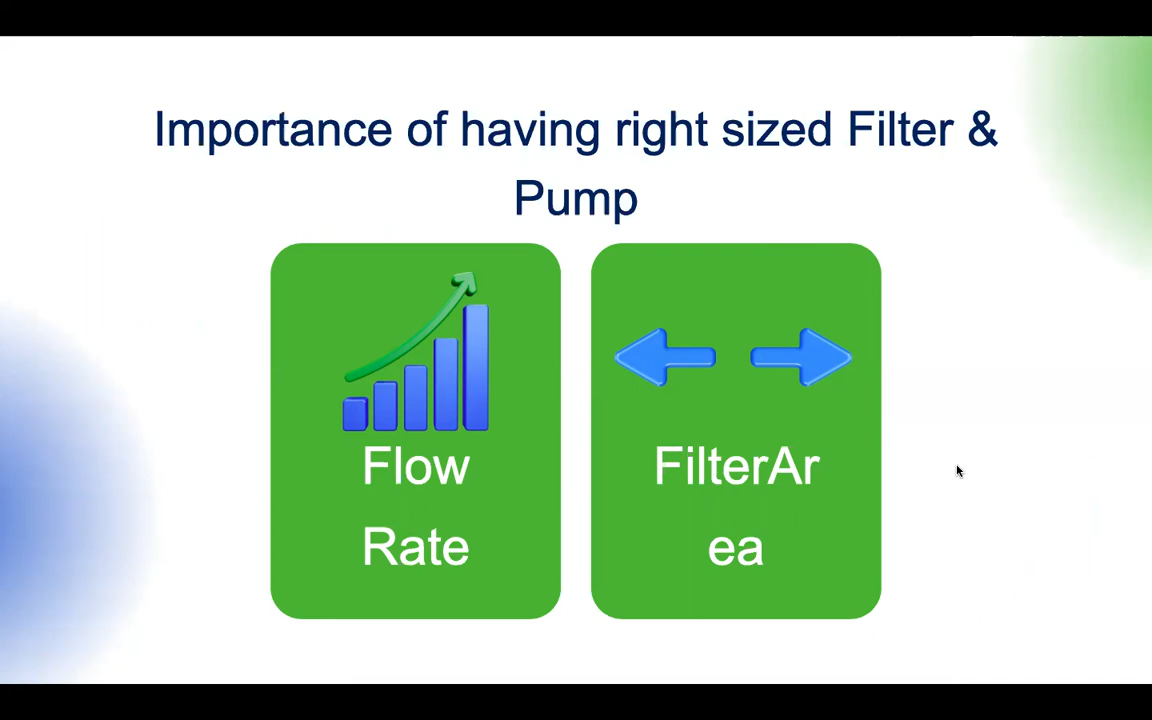 Importance of having right sized Filter &
Pump
Flow
Rate
FilterAr
ea